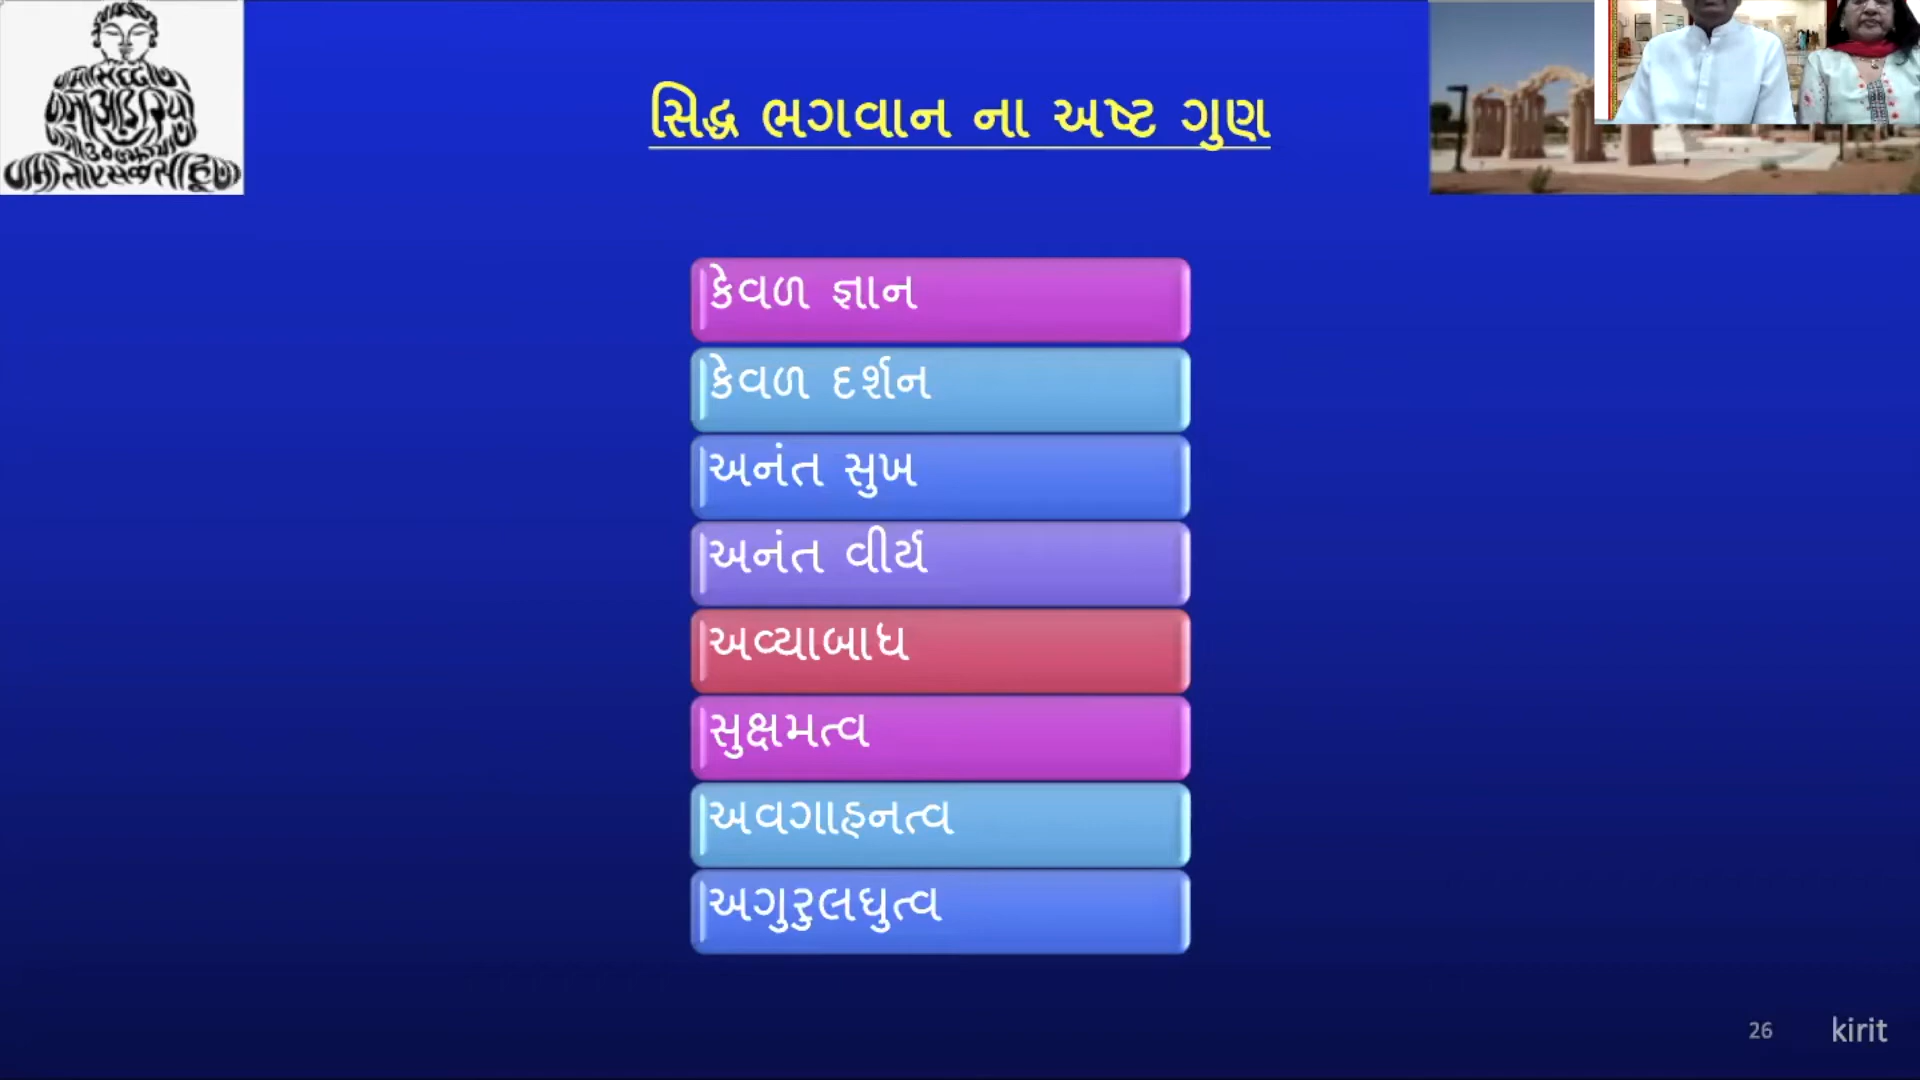 સિદ્ધ ભગવાન ના અષ્ટ ગુણ
કેવળ જ્ઞાન
કેવળ દર્શન
અનંત સુખ
અનંત વીર્ય
અવ્યાબાધ
સુક્ષમત્વ
અવગાહનત્વ
અગુરુલઘુત્વ
26
kirit